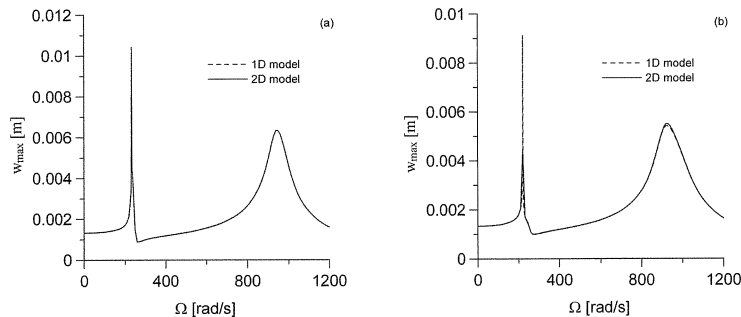 (a)
0.012
0.01
0.008
0.006
0.004
0.002
0
wmax [m]
1D model
2D model
0 400 800 1200
Ω [rad/s]
(b)
0.01
0.008
0.006
0.004
0.002
0
wmax [m]
1D model
2D model
0 400 800 1200
Ω [rad/s]